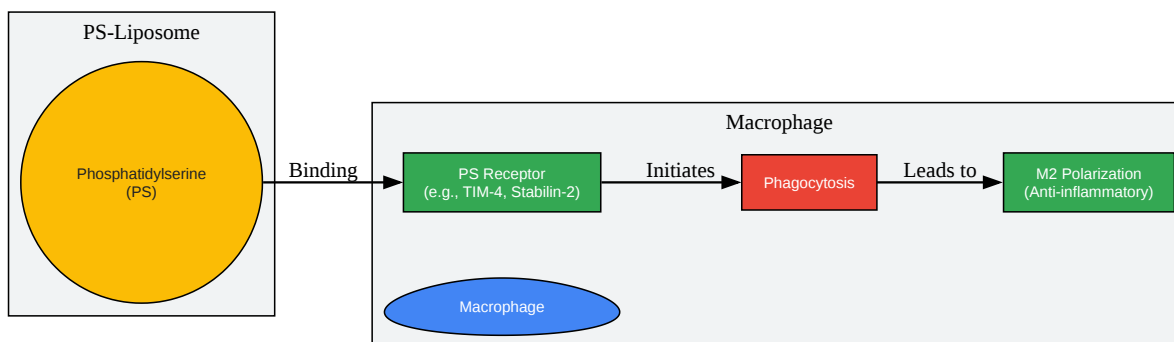 PS-Liposome
Phosphatidylserine
(PS)
Binding
Macrophage
PS Receptor
(e.g., TIM-4, Stabilin-2)
Initiates
Phagocytosis
Leads to
M2 Polarization
(Anti-inflammatory)
Macrophage